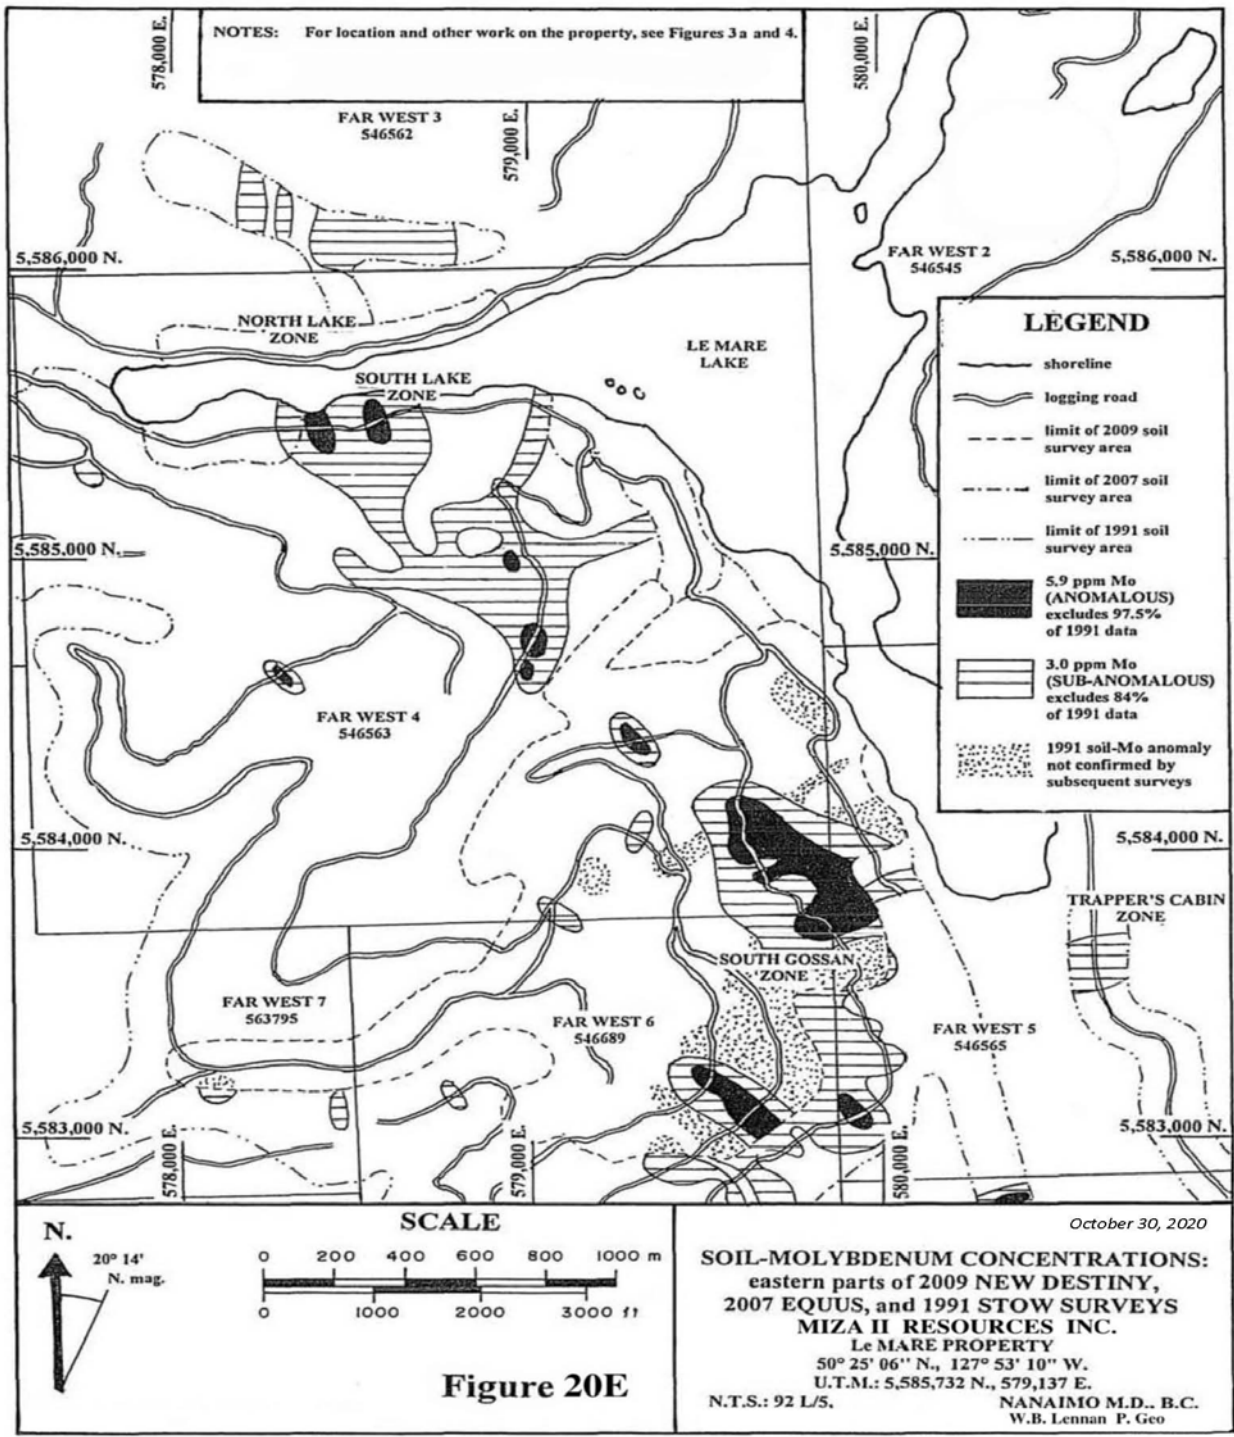 578,000 E.
NOTES: For location and other work on the property, see Figures 3a and 4.
580,000 E.
FAR WEST 3
546562
579,000 E.
5,586,000 N.
FAR WEST 2
546545
5,586,000 N.
NORTH LAKE
ZONE
LE MARE
LAKE
SOUTH LAKE
ZONE
LEGEND
shoreline
logging road
limit of 2009 soil
survey area
limit of 2007 soil
survey area
limit of 1991 soil
survey area
5.9 ppm Mo
(ANOMALOUS)
excludes 97.5%
of 1991 data
3.0 ppm Mo
(SUB-ANOMALOUS)
excludes 84%
of 1991 data
1991 soil-Mo anomaly
not confirmed by
subsequent surveys
5,585,000 N.
5,585,000 N.
FAR WEST 4
546563
5,584,000 N.
5,584,000 N.
TRAPPER'S CABIN
ZONE
SOUTH GOSSAN
ZONE
FAR WEST 7
563795
FAR WEST 6
546689
FAR WEST 5
546565
5,583,000 N.
5,583,000 N.
578,000 E.
579,000 E.
580,000 E.
N.
20° 14'
N. mag.
SCALE
0 200 400 600 800 1000 m
0 1000 2000 3000 ft
Figure 20E
October 30, 2020
SOIL-MOLYBDENUM CONCENTRATIONS:
eastern parts of 2009 NEW DESTINY,
2007 EQUUS, and 1991 STOW SURVEYS
MIZA II RESOURCES INC.
Le MARE PROPERTY
50° 25' 06" N., 127° 53' 10" W.
U.T.M.: 5,585,732 N., 579,137 E.
N.T.S.: 92 L/5. NANAIMO M.D.. B.C.
W.B. Lennan P. Geo